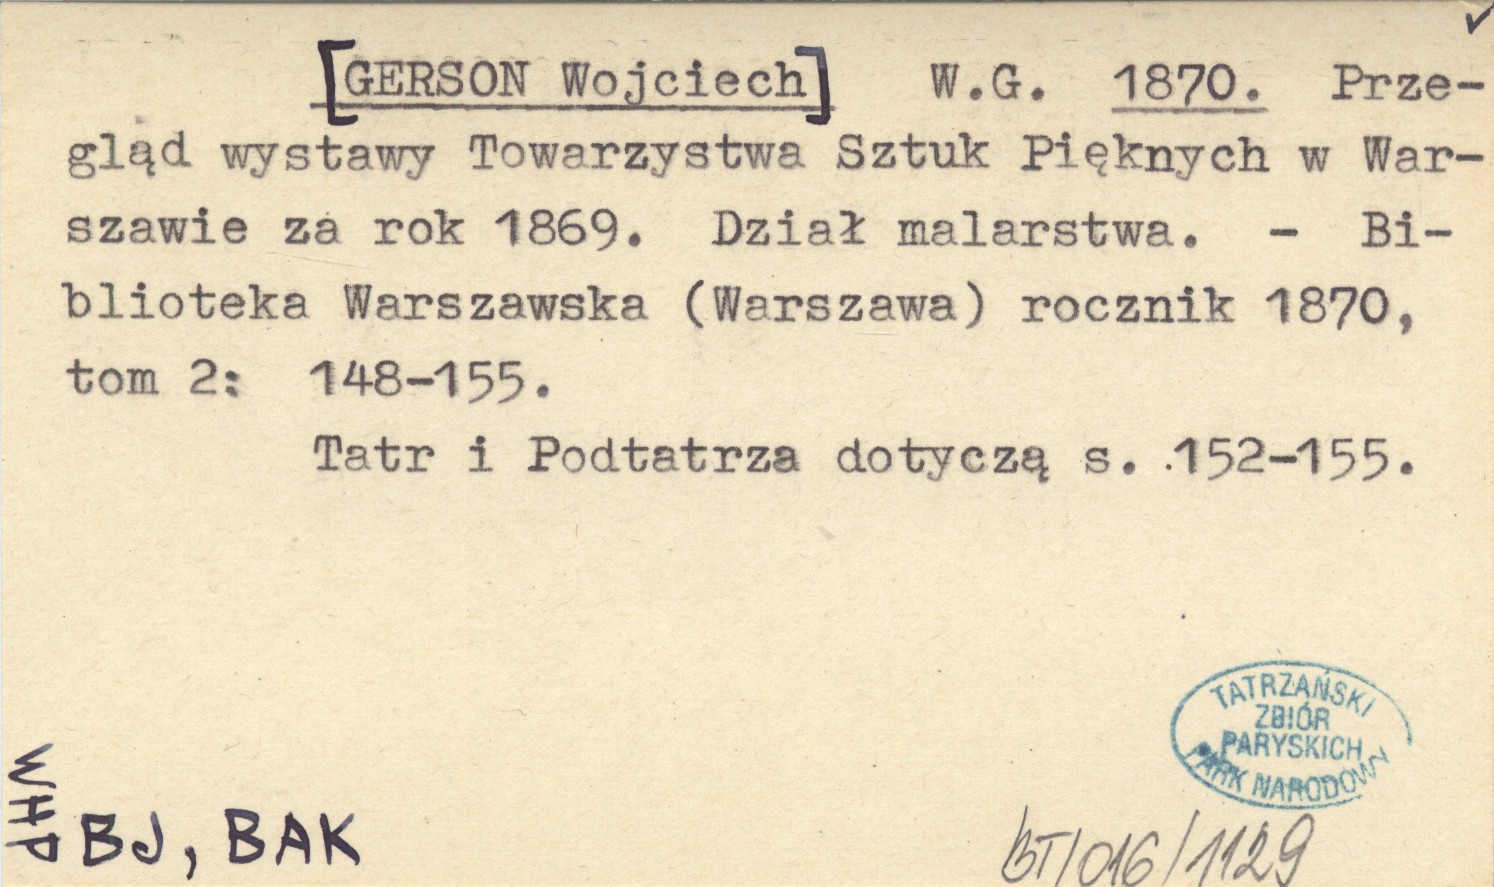 [GERSON Wojciech] W.G. 1870. Prze-
gląd wystawy Towarzystwa Sztuk Pięknych w War-
szawie za rok 1869. Dział malarstwa. - Bi-
blioteka Warszawska (Warszawa) rocznik 1870,
tom 2: 148-155.
Tatr i Podtatrza dotyczą s. 152-155.
TATRZAŃSKI
ZBIÓR
PARYSKICH
PARK NARODOWY
WHP
BJ, BAK
BT/016/1129